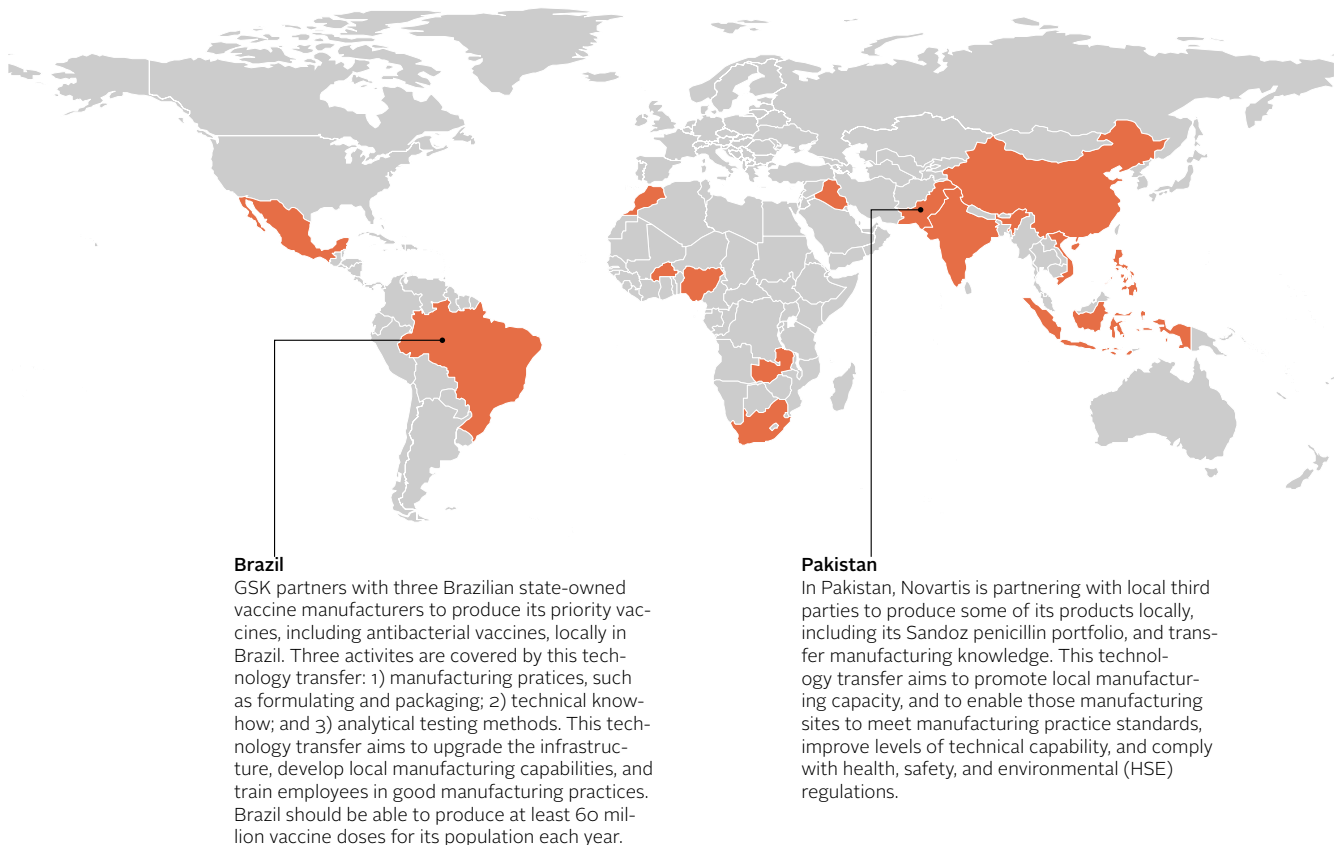 Brazil
GSK partners with three Brazilian state-owned
vaccine manufacturers to produce its priority vac-
cines, including antibacterial vaccines, locally in
Brazil. Three activites are covered by this tech-
nology transfer: 1) manufacturing pratices, such
as formulating and packaging; 2) technical know-
how; and 3) analytical testing methods. This tech-
nology transfer aims to upgrade the infrastruc-
ture, develop local manufacturing capabilities, and
train employees in good manufacturing practices.
Brazil should be able to produce at least 60 mil-
lion vaccine doses for its population each year.
Pakistan
In Pakistan, Novartis is partnering with local third
parties to produce some of its products locally,
including its Sandoz penicillin portfolio, and trans-
fer manufacturing knowledge. This technol-
ogy transfer aims to promote local manufactur-
ing capacity, and to enable those manufacturing
sites to meet manufacturing practice standards,
improve levels of technical capability, and comply
with health, safety, and environmental (HSE)
regulations.